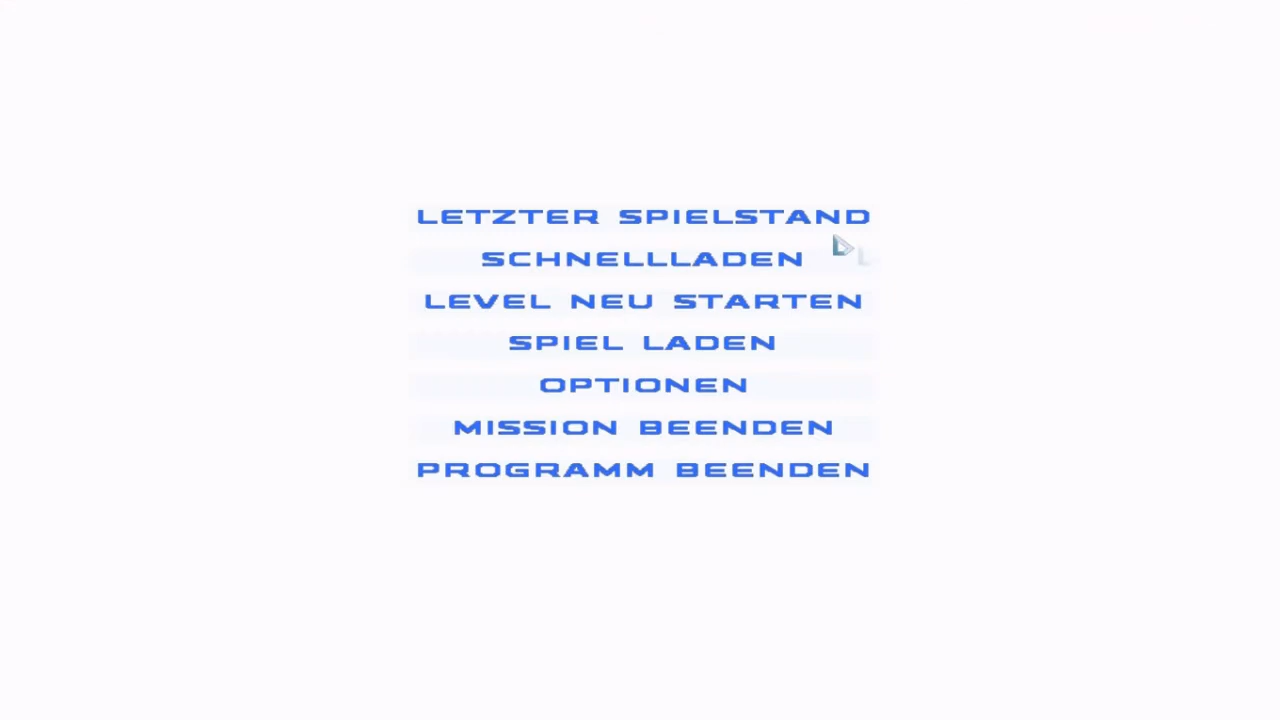 LETZTER SPIELSTAND
SCHNELLLADEN
LEVEL NEU STARTEN
SPIEL LADEN
OPTIONEN
MISSION BEENDEN
PROGRAMM BEENDEN